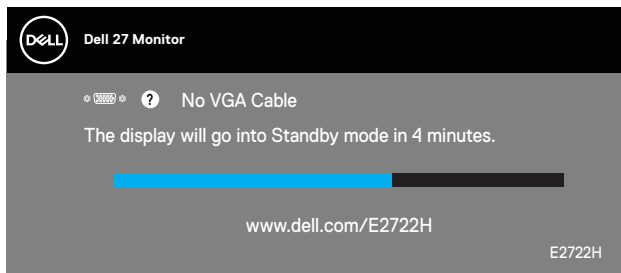 DELL
Dell 27 Monitor
? No VGA Cable
The display will go into Standby mode in 4 minutes.
www.dell.com/E2722H
E2722H